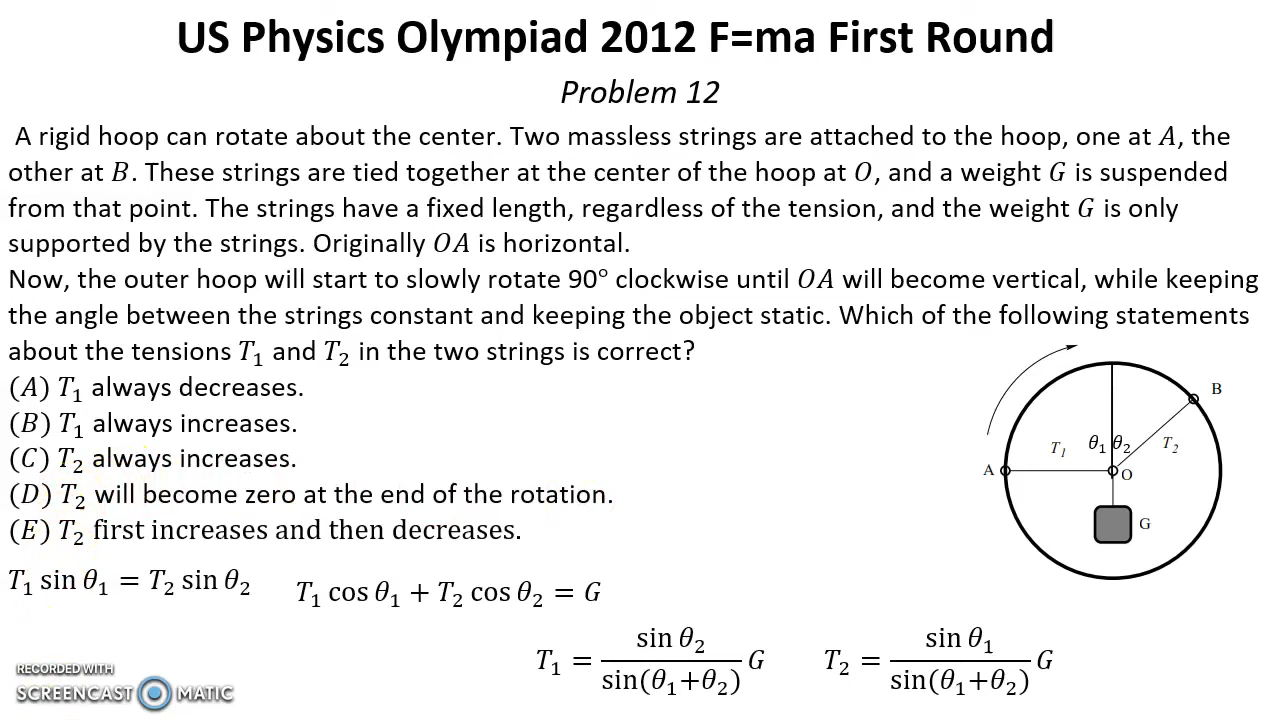 US Physics Olympiad 2012 F=ma First Round
Problem 12
A rigid hoop can rotate about the center. Two massless strings are attached to the hoop, one at A, the
other at B. These strings are tied together at the center of the hoop at O, and a weight G is suspended
from that point. The strings have a fixed length, regardless of the tension, and the weight G is only
supported by the strings. Originally OA is horizontal.
Now, the outer hoop will start to slowly rotate 90° clockwise until OA will become vertical, while keeping
the angle between the strings constant and keeping the object static. Which of the following statements
about the tensions T₁ and T₂ in the two strings is correct?
(A) T₁ always decreases.
(B) T₁ always increases.
(C) T₂ always increases.
(D) T₂ will become zero at the end of the rotation.
(E) T₂ first increases and then decreases.
B
T₁ θ₁ θ₂ T₂
A O
G
T₁ sin θ₁ = T₂ sin θ₂ T₁ cos θ₁ + T₂ cos θ₂ = G
T₁ = sin θ₂ / sin(θ₁+θ₂) G T₂ = sin θ₁ / sin(θ₁+θ₂) G
RECORDED WITH
SCREENCAST MATIC